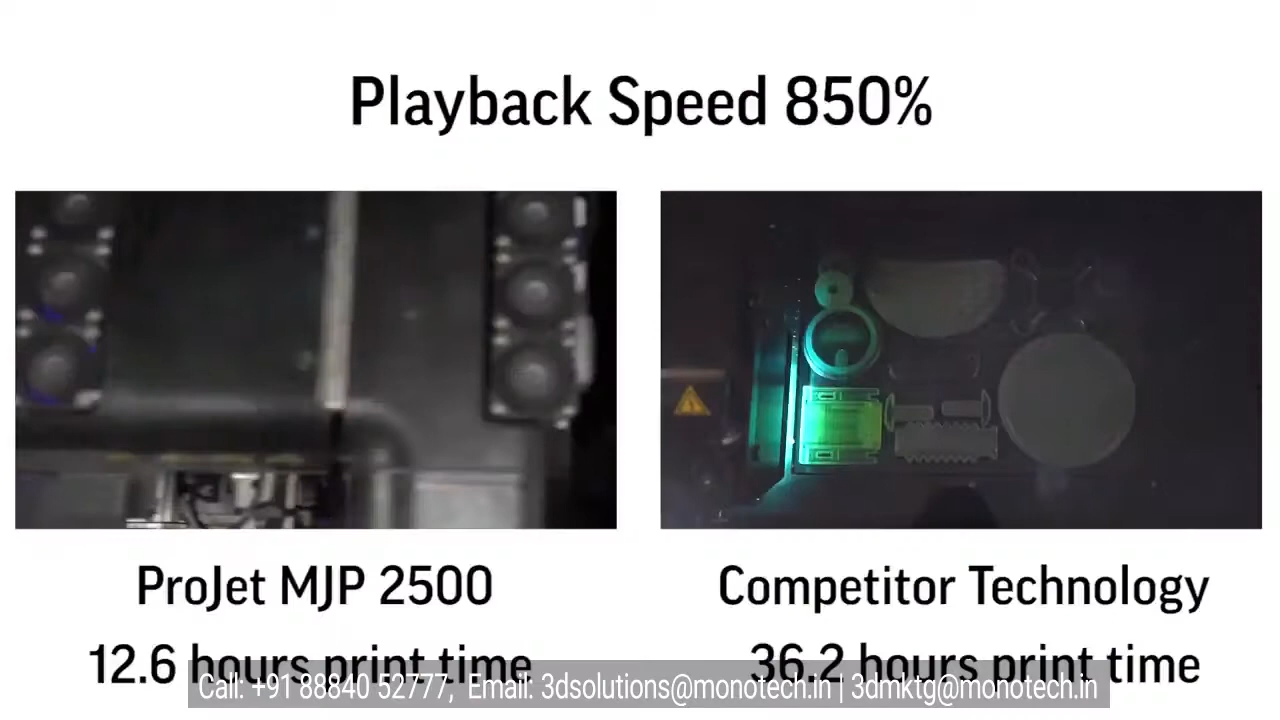 Playback Speed 850%
ProJet MJP 2500
Competitor Technology
12.6 hours print time
36.2 hours print time
Call: +91 88840 52777, Email: 3dsolutions@monotech.in | 3dmktg@monotech.in